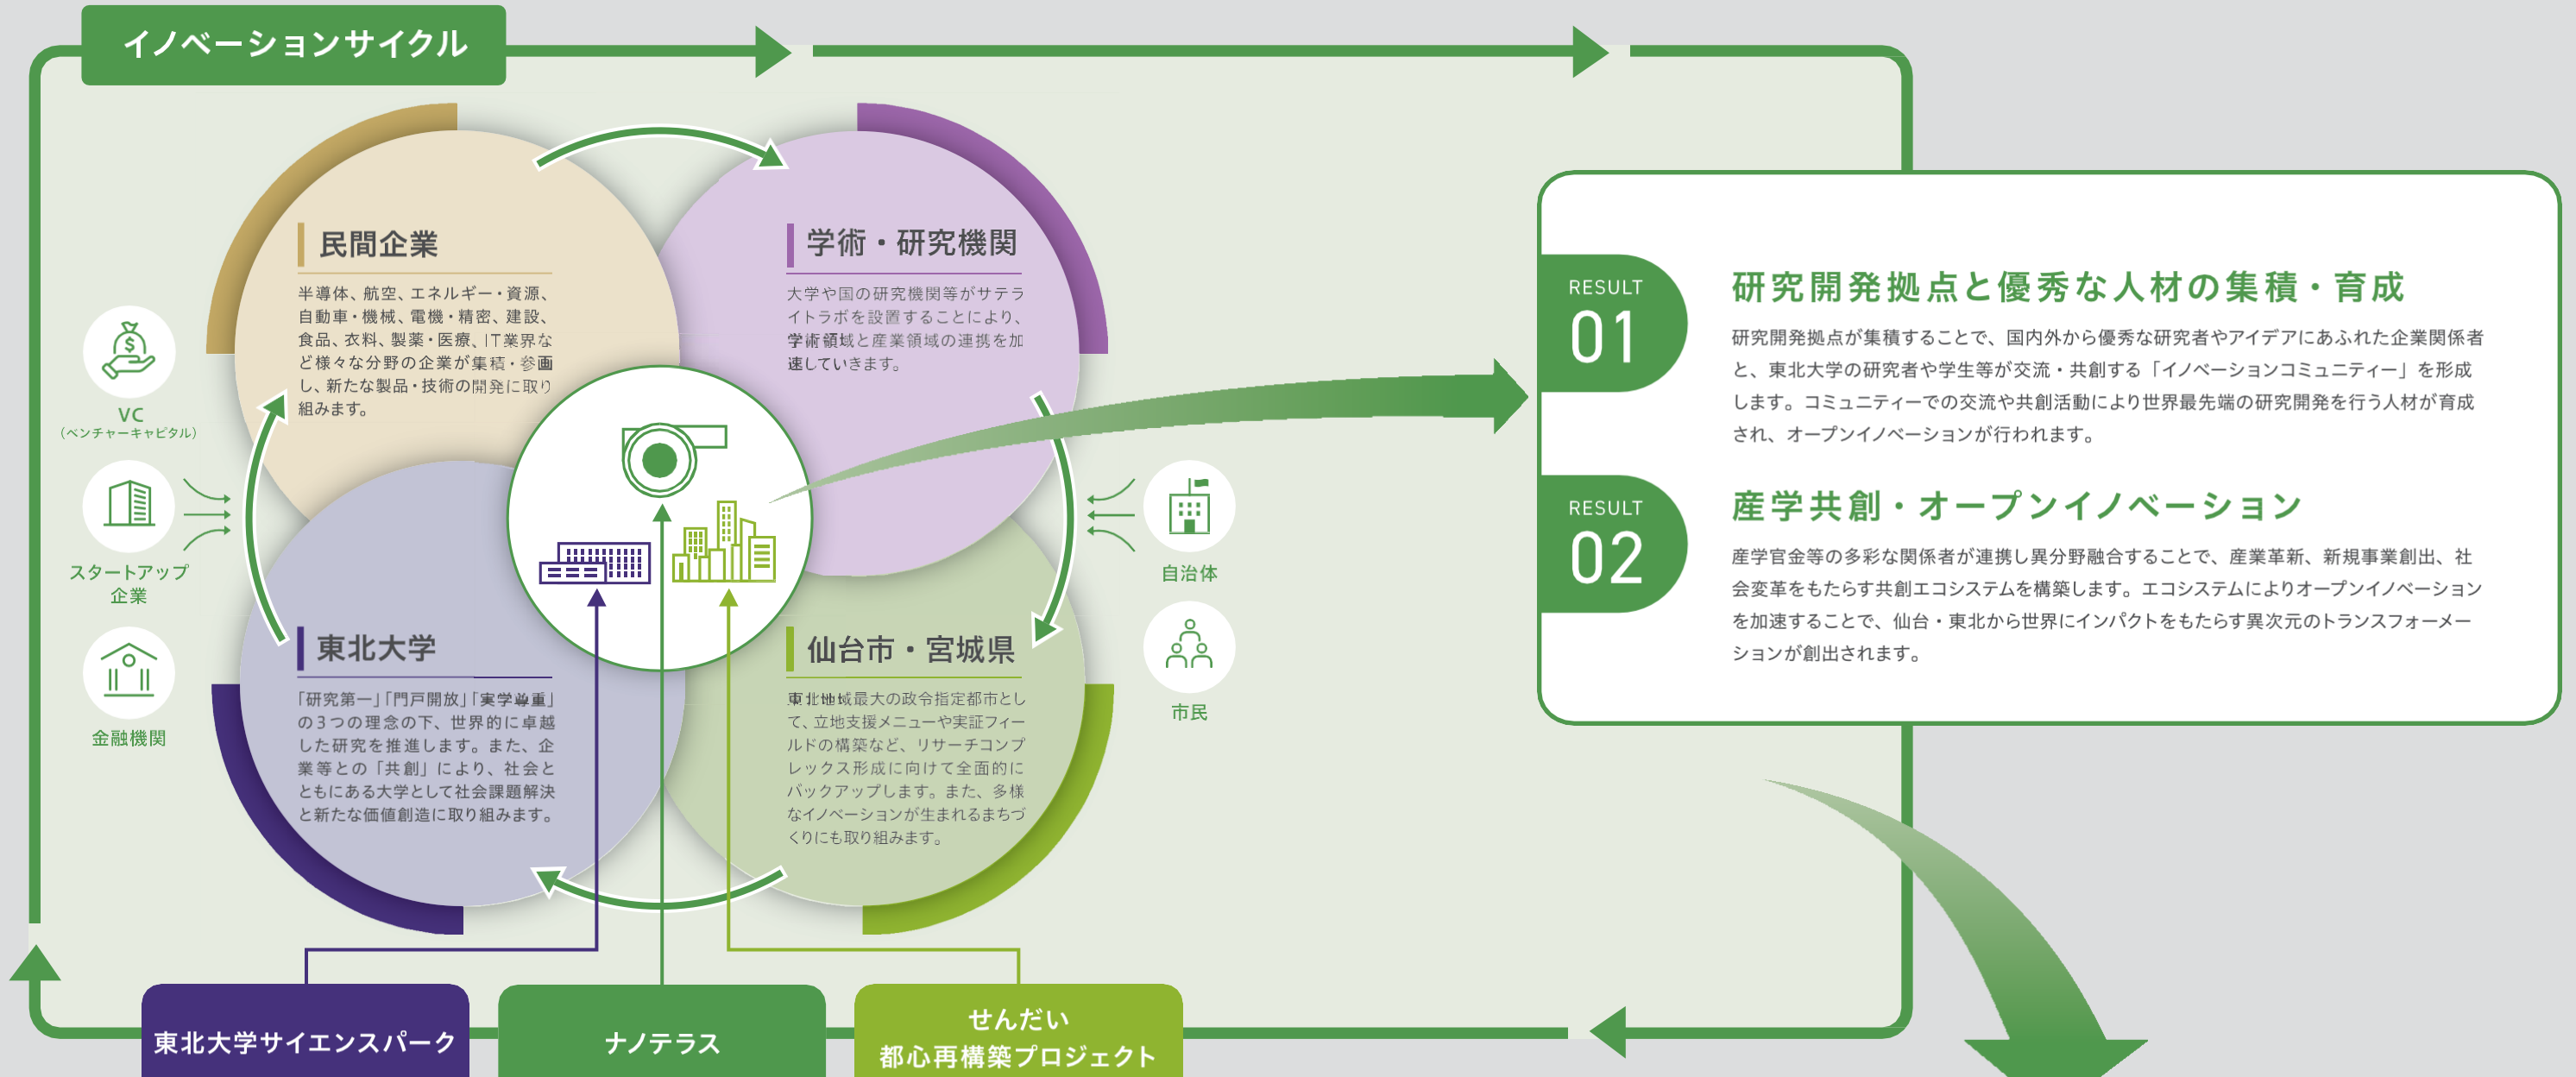 イノベーションサイクル
民間企業
半導体、航空、エネルギー・資源、
自動車・機械、電機・精密、建設、
食品、衣料、製薬・医療、IT業界な
ど様々な分野の企業が集積・参画
し、新たな製品・技術の開発に取り
組みます。
学術・研究機関
大学や国の研究機関等がサテラ
イトラボを設置することにより、
学術領域と産業領域の連携を加
速していきます。
VC
（ベンチャーキャピタル）
スタートアップ
企業
金融機関
自治体
市民
東北大学
「研究第一」「門戸開放」「実学尊重」
の3つの理念の下、世界的に卓越
した研究を推進します。また、企
業等との「共創」により、社会と
ともにある大学として社会課題解決
と新たな価値創造に取り組みます。
仙台市・宮城県
東北地域最大の政令指定都市とし
て、立地支援メニューや実証フィー
ルドの構築など、リサーチコンプ
レックス形成に向けて全面的に
バックアップします。また、多様
なイノベーションが生まれるまちづ
くりにも取り組みます。
東北大学サイエンスパーク
ナノテラス
せんだい
都心再構築プロジェクト
RESULT
01
研究開発拠点と優秀な人材の集積・育成
研究開発拠点が集積することで、国内外から優秀な研究者やアイデアにあふれた企業関係者
と、東北大学の研究者や学生等が交流・共創する「イノベーションコミュニティー」を形成
します。コミュニティーでの交流や共創活動により世界最先端の研究開発を行う人材が育成
され、オープンイノベーションが行われます。
RESULT
02
産学共創・オープンイノベーション
産学官金等の多彩な関係者が連携し異分野融合することで、産業革新、新規事業創出、社
会変革をもたらす共創エコシステムを構築します。エコシステムによりオープンイノベーション
を加速することで、仙台・東北から世界にインパクトをもたらす異次元のトランスフォーメー
ションが創出されます。